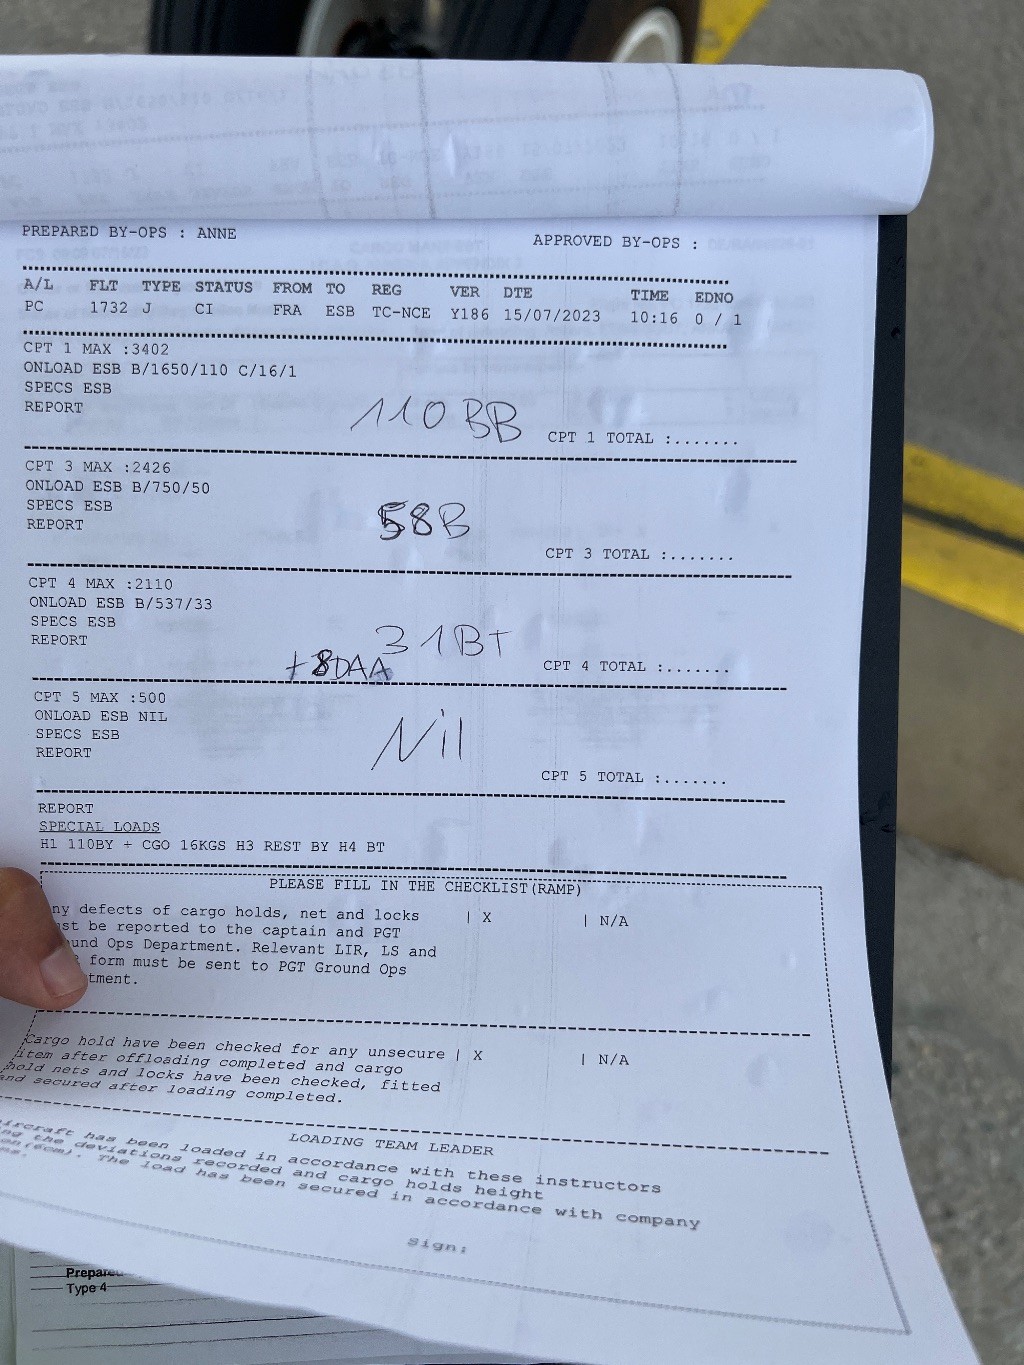 PREPARED BY-OPS : ANNE
APPROVED BY-OPS :
A/L FLT TYPE STATUS FROM TO REG VER DTE TIME EDNO
PC 1732 J CI FRA ESB TC-NCE Y186 15/07/2023 10:16 0 / 1
CPT 1 MAX :3402
ONLOAD ESB B/1650/110 C/16/1
SPECS ESB
REPORT
110 BB
CPT 1 TOTAL :.......
CPT 3 MAX :2426
ONLOAD ESB B/750/50
SPECS ESB
REPORT
58B
CPT 3 TOTAL :.......
CPT 4 MAX :2110
ONLOAD ESB B/537/33
SPECS ESB
REPORT
31BT
+8DAA
CPT 4 TOTAL :.......
CPT 5 MAX :500
ONLOAD ESB NIL
SPECS ESB
REPORT
Nil
CPT 5 TOTAL :.......
REPORT
SPECIAL LOADS
H1 110BY + CGO 16KGS H3 REST BY H4 BT
PLEASE FILL IN THE CHECKLIST(RAMP)
ny defects of cargo holds, net and locks | X | N/A
st be reported to the captain and PGT
und Ops Department. Relevant LIR, LS and
form must be sent to PGT Ground Ops
tment.
Cargo hold have been checked for any unsecure | X | N/A
item after offloading completed and cargo
hold nets and locks have been checked, fitted
and secured after loading completed.
LOADING TEAM LEADER
ircraft has been loaded in accordance with these instructors
ng the deviations recorded and cargo holds height
on(6cm). The load has been secured in accordance with company
Sign:
Prepare
Type 4